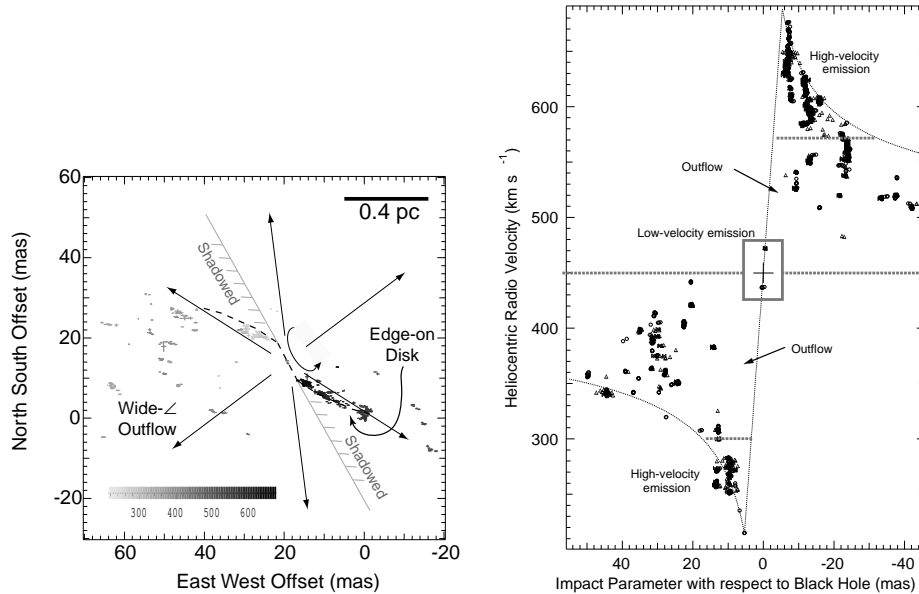 60
40
20
0
-20
60
40
20
0
-20
North South Offset (mas)
East West Offset (mas)
0.4 pc
Shadowed
Edge-on
Disk
Wide-∠
Outflow
Shadowed
300
400
500
600
600
500
400
300
40
20
0
-20
-40
Heliocentric Radio Velocity (km s -1)
Impact Parameter with respect to Black Hole (mas)
High-velocity
emission
Outflow
Low-velocity emission
Outflow
High-velocity
emission